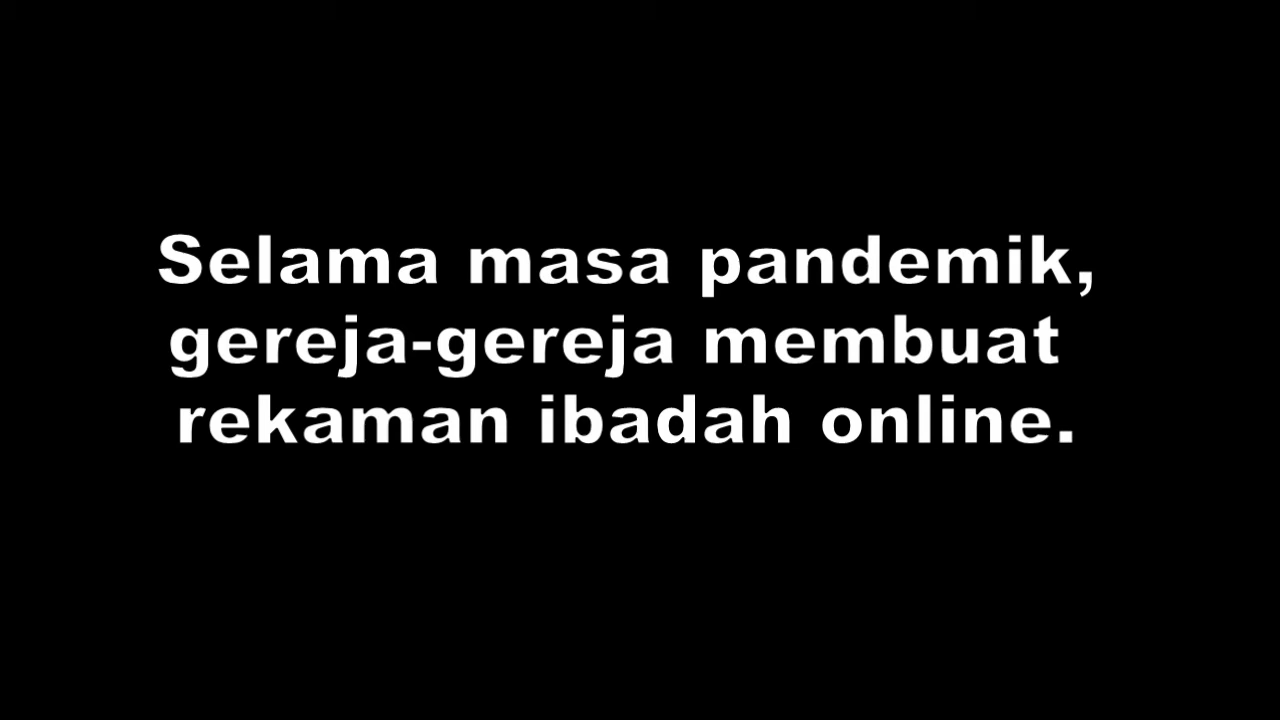 Selama masa pandemik,
gereja-gereja membuat
rekaman ibadah online.